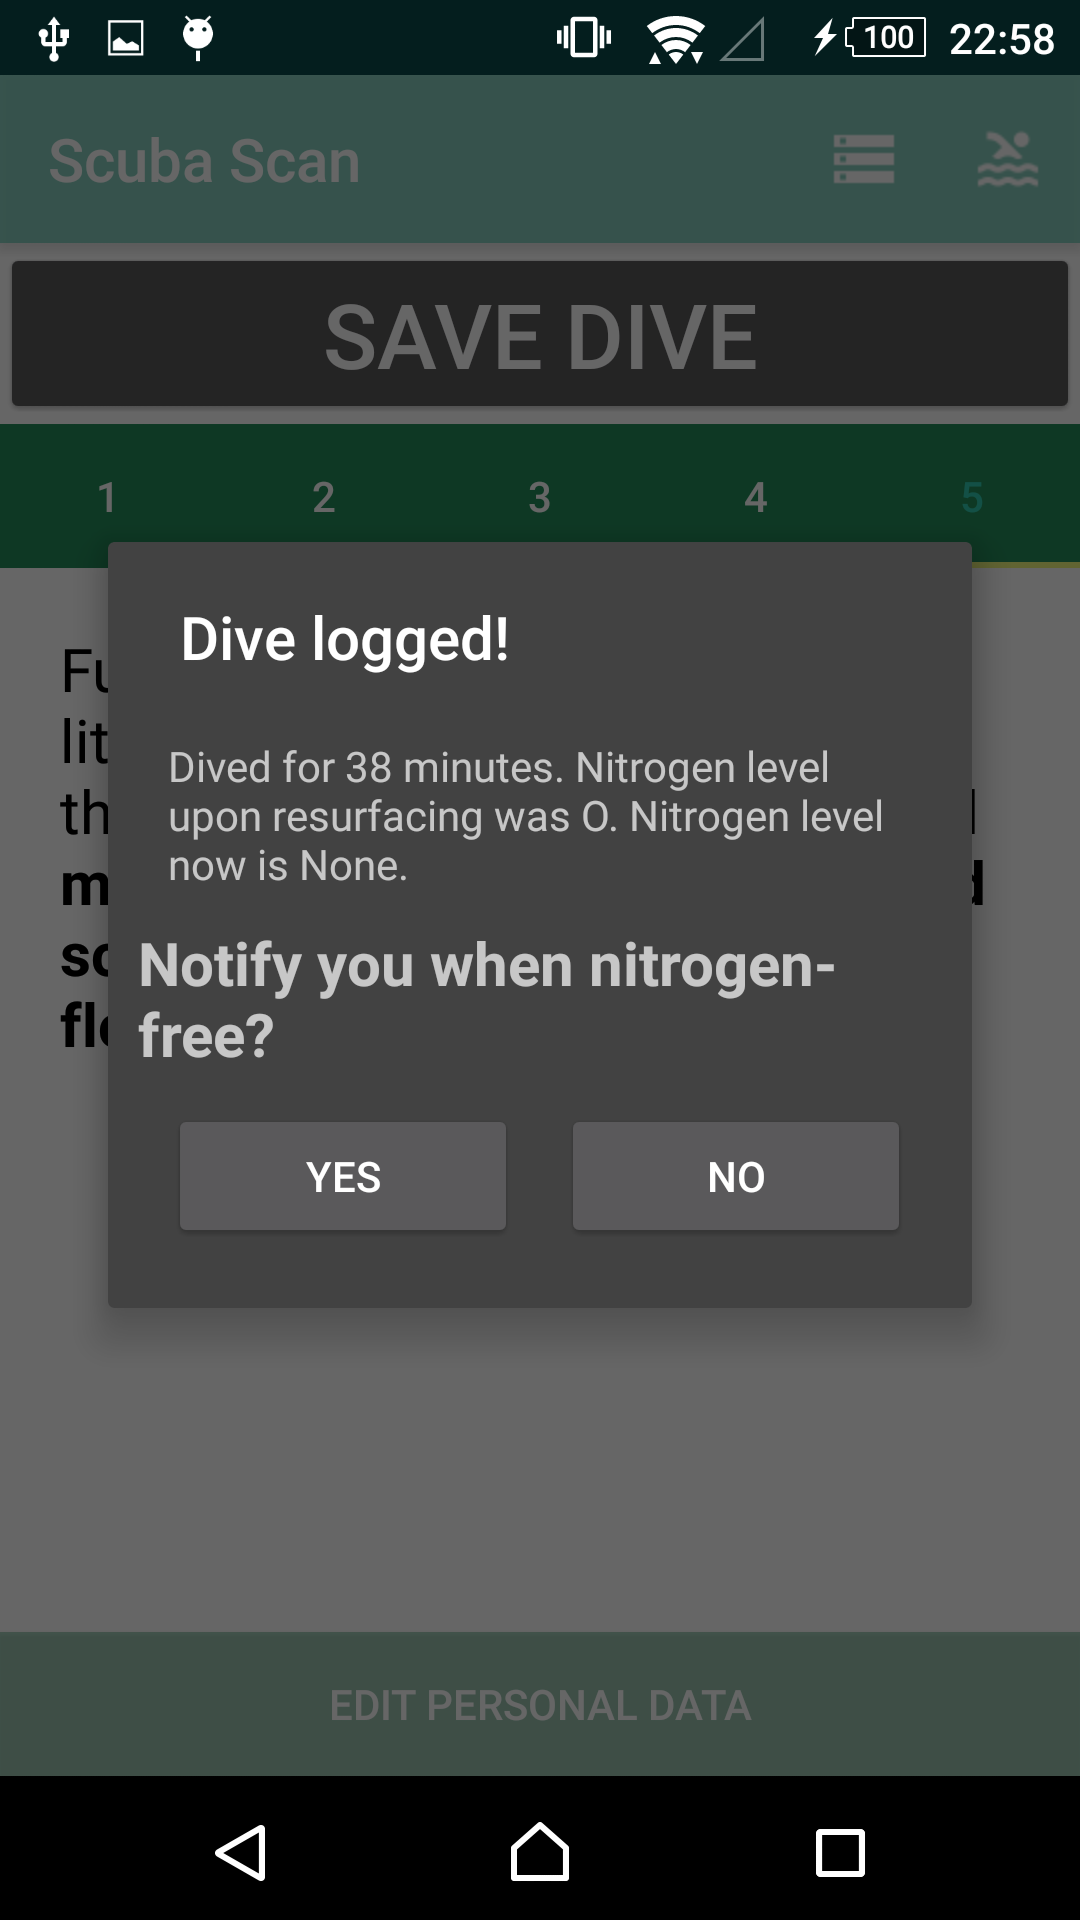 100 22:58
Scuba Scan
SAVE DIVE
1 2 3 4 5
Dive logged!
Dived for 38 minutes. Nitrogen level
upon resurfacing was O. Nitrogen level
now is None.
Notify you when nitrogen-
free?
YES NO
EDIT PERSONAL DATA